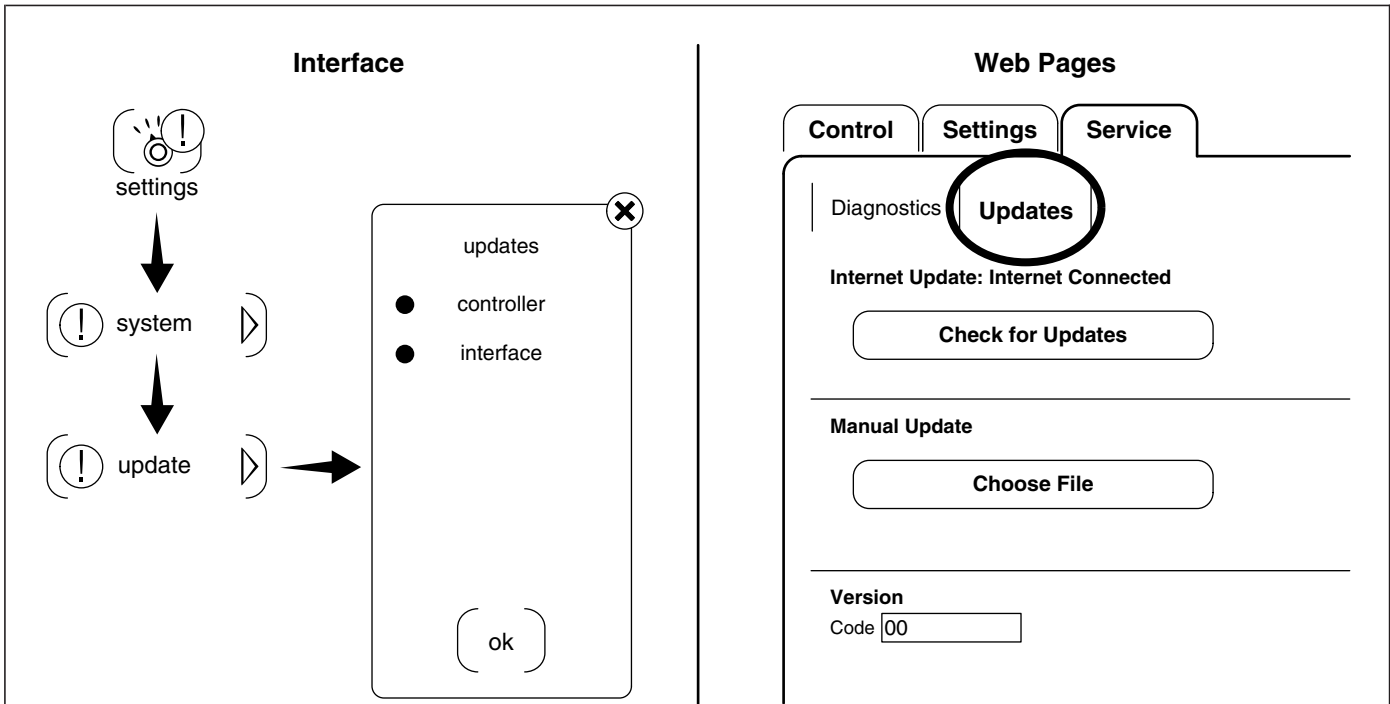 Interface
settings
system
update
updates
controller
interface
ok
Web Pages
Control Settings Service
Diagnostics Updates
Internet Update: Internet Connected
Check for Updates
Manual Update
Choose File
Version
Code 00